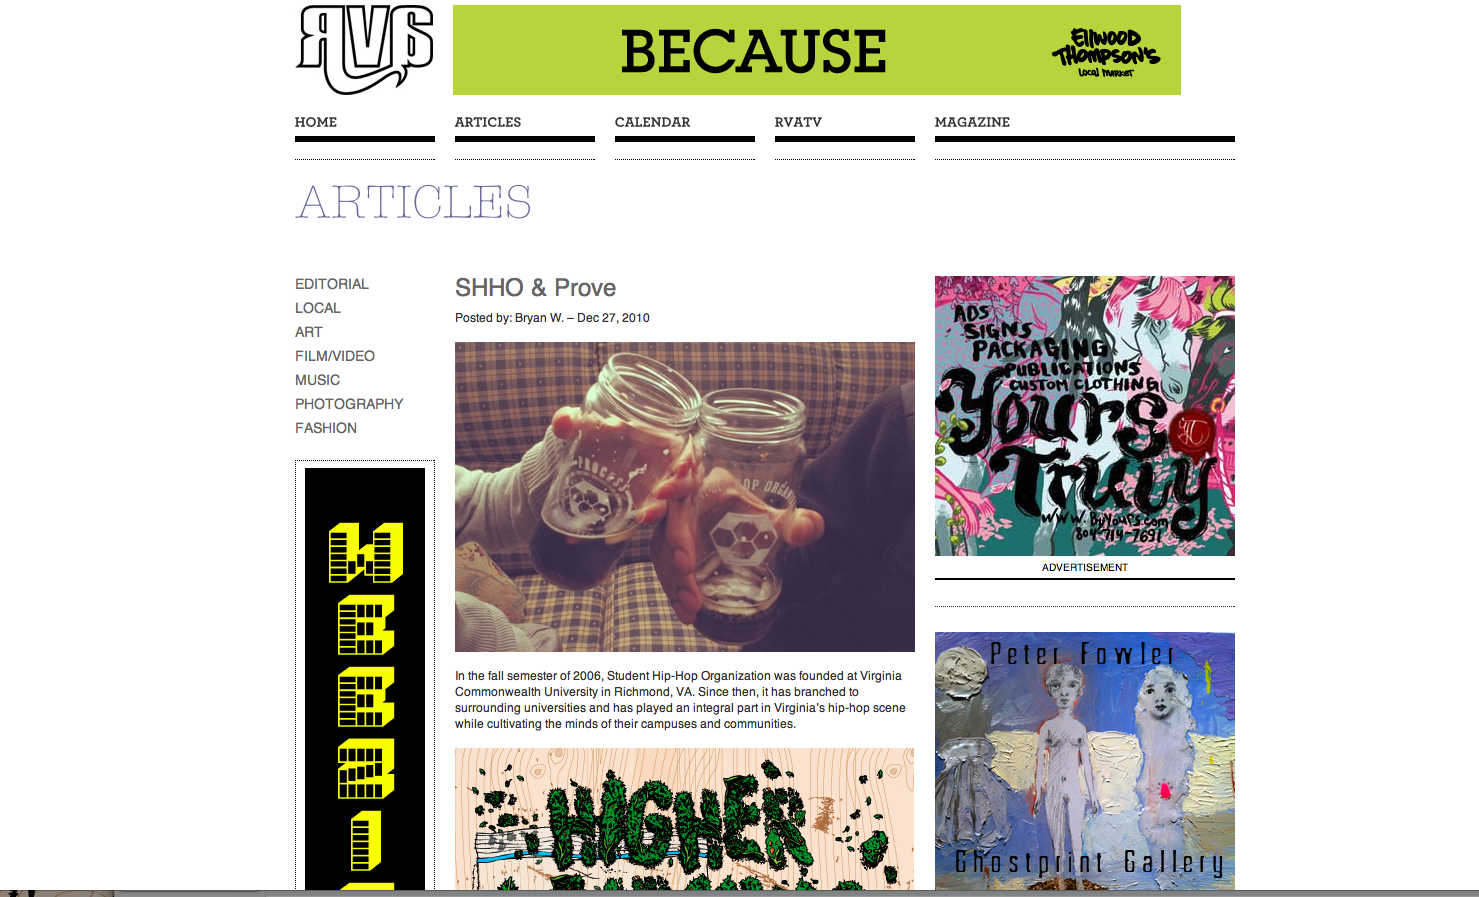 RVA
BECAUSE
Ellwood
Thompson's
Local Market
HOME
ARTICLES
CALENDAR
RVATV
MAGAZINE
ARTICLES
EDITORIAL
LOCAL
ART
FILM/VIDEO
MUSIC
PHOTOGRAPHY
FASHION
SHHO & Prove
Posted by: Bryan W. – Dec 27, 2010
PROCESS
HOP ORGAN
In the fall semester of 2006, Student Hip-Hop Organization was founded at Virginia
Commonwealth University in Richmond, VA. Since then, it has branched to
surrounding universities and has played an integral part in Virginia's hip-hop scene
while cultivating the minds of their campuses and communities.
HIGHER
ADS
SIGNS
PACKAGING
PUBLICATIONS
CUSTOM CLOTHING
Yours
Truly
www.ByYours.com
804-714-7691
ADVERTISEMENT
Peter Fowler
Ghostprint Gallery